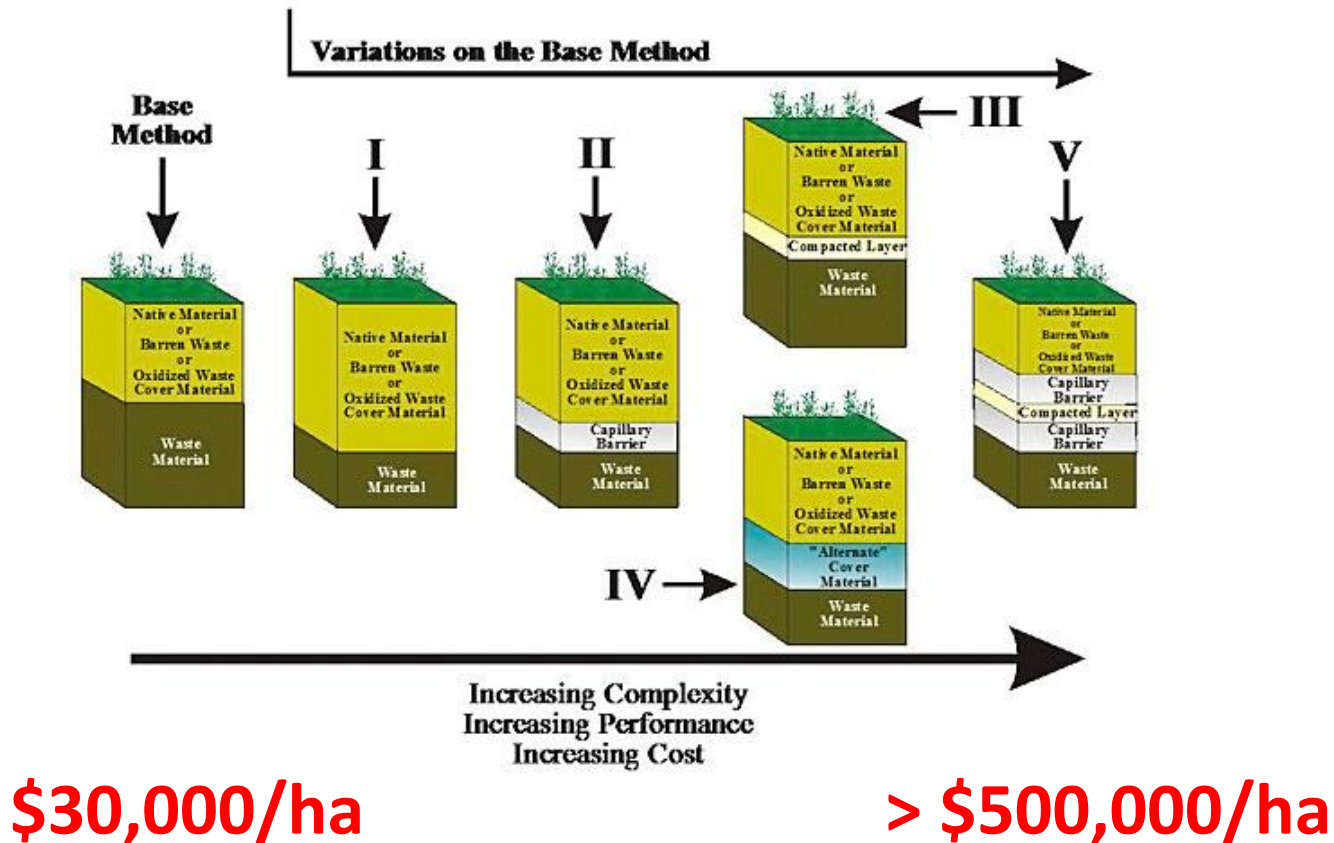 Variations on the Base Method
Base
Method
I
II
III
V
Native Material
or
Barren Waste
or
Oxidized Waste
Cover Material
Waste
Material
Native Material
or
Barren Waste
or
Oxidized Waste
Cover Material
Waste
Material
Native Material
or
Barren Waste
or
Oxidized Waste
Cover Material
Capillary
Barrier
Waste
Material
Native Material
or
Barren Waste
or
Oxidized Waste
Cover Material
Compacted Layer
Waste
Material
Native Material
or
Barren Waste
or
Oxidized Waste
Cover Material
Capillary
Barrier
Compacted Layer
Capillary
Barrier
Waste
Material
IV
Native Material
or
Barren Waste
or
Oxidized Waste
Cover Material
"Alternate"
Cover
Material
Waste
Material
Increasing Complexity
Increasing Performance
Increasing Cost
$30,000/ha
> $500,000/ha